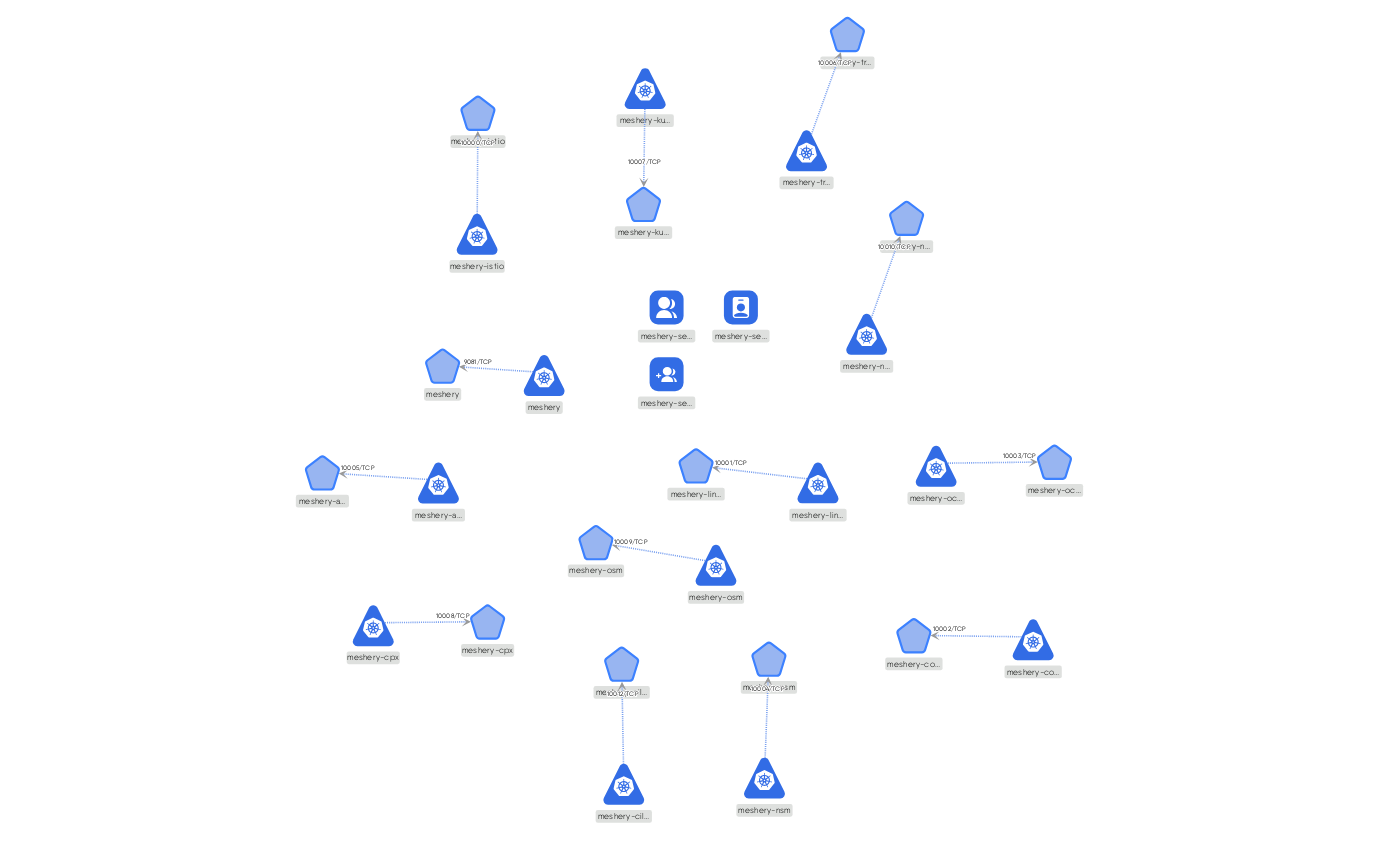 meshery-ku...
10007/TCP
meshery-ku...
10000/TCP
meshery-istio
meshery-tr...
10006/TCP
10010/TCP
meshery-n...
meshery-se...
meshery-se...
meshery-se...
9081/TCP
meshery
meshery
10005/TCP
meshery-a...
meshery-a...
10001/TCP
meshery-lin...
meshery-lin...
10003/TCP
meshery-oc...
meshery-oc...
10009/TCP
meshery-osm
meshery-osm
10008/TCP
meshery-cpx
meshery-cpx
10002/TCP
meshery-co...
meshery-co...
10012/TCP
meshery-cil...
10004/TCP
meshery-nsm